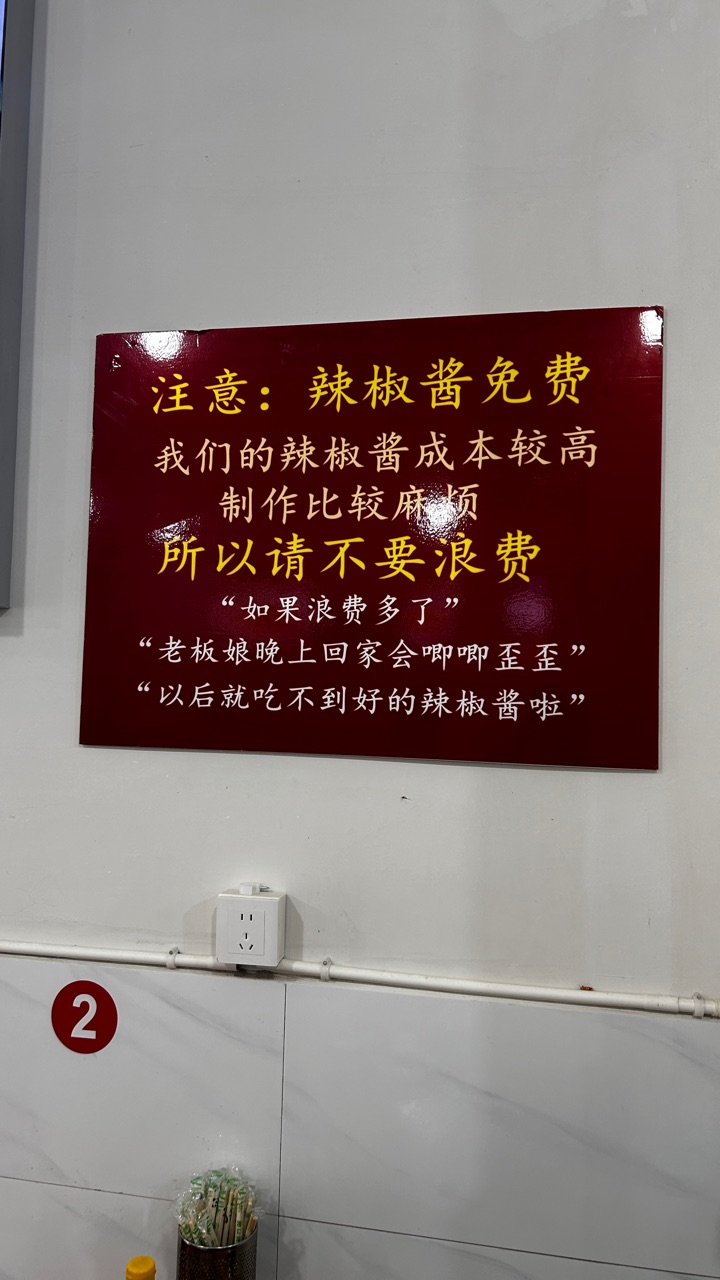 注意：辣椒酱免费
我们的辣椒酱成本较高
制作比较麻烦
所以请不要浪费
“如果浪费多了”
“老板娘晚上回家会唧唧歪歪”
“以后就吃不到好的辣椒酱啦”
2